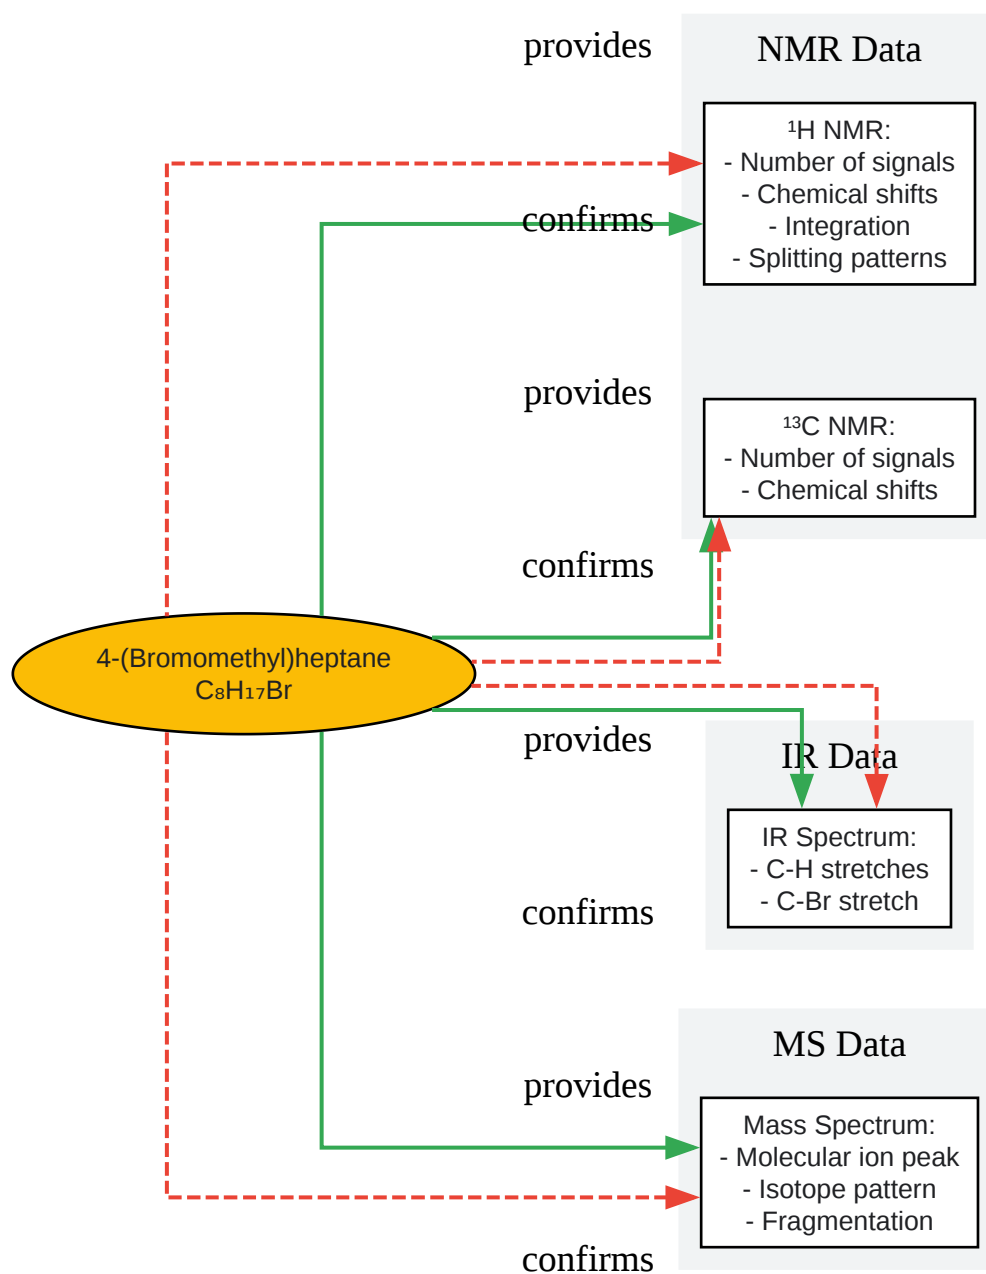 provides
NMR Data
¹H NMR:
- Number of signals
- Chemical shifts
- Integration
- Splitting patterns
confirms
provides
¹³C NMR:
- Number of signals
- Chemical shifts
confirms
4-(Bromomethyl)heptane
C₈H₁₇Br
provides
IR Data
IR Spectrum:
- C-H stretches
- C-Br stretch
confirms
MS Data
provides
Mass Spectrum:
- Molecular ion peak
- Isotope pattern
- Fragmentation
confirms